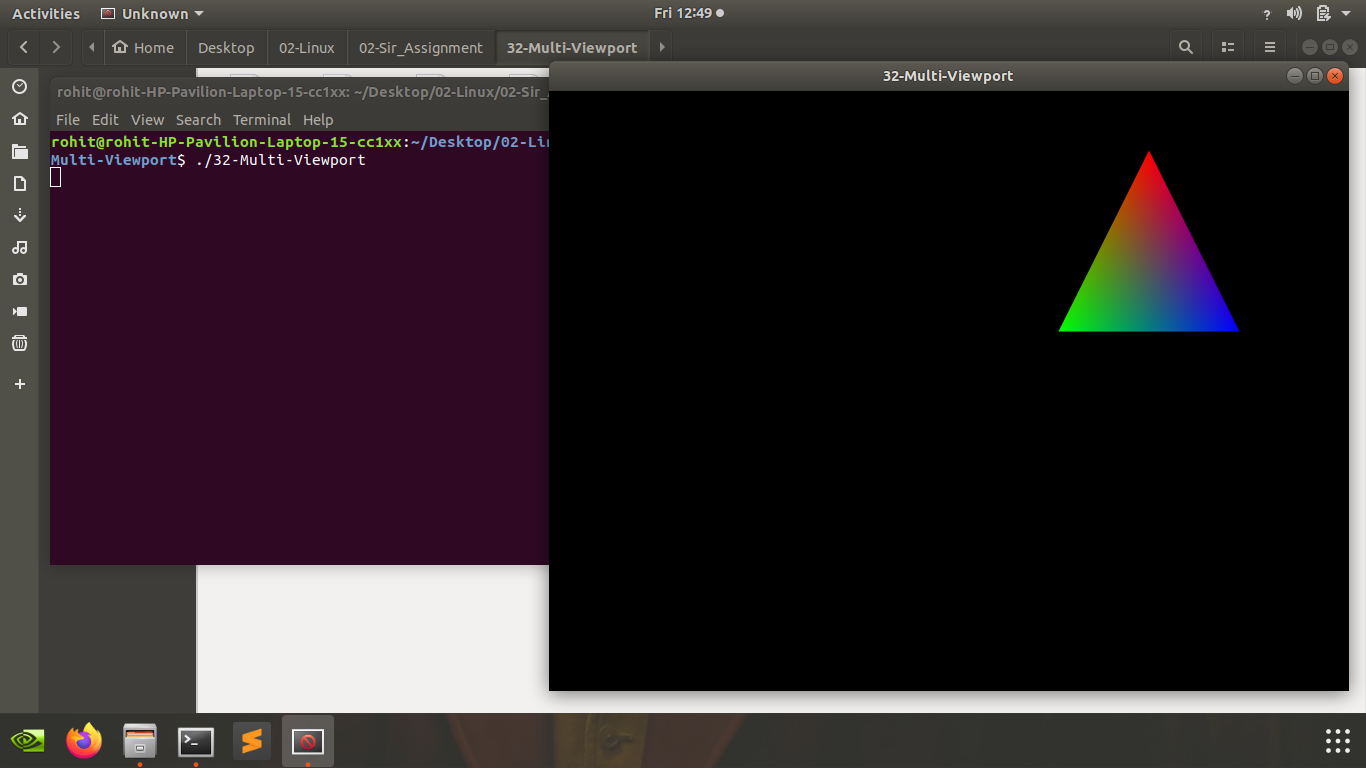 Activities Unknown Fri 12:49
Home Desktop 02-Linux 02-Sir_Assignment 32-Multi-Viewport
32-Multi-Viewport
rohit@rohit-HP-Pavilion-Laptop-15-cc1xx: ~/Desktop/02-Linux/02-Sir_
File Edit View Search Terminal Help
rohit@rohit-HP-Pavilion-Laptop-15-cc1xx:~/Desktop/02-Lin
Multi-Viewport$ ./32-Multi-Viewport